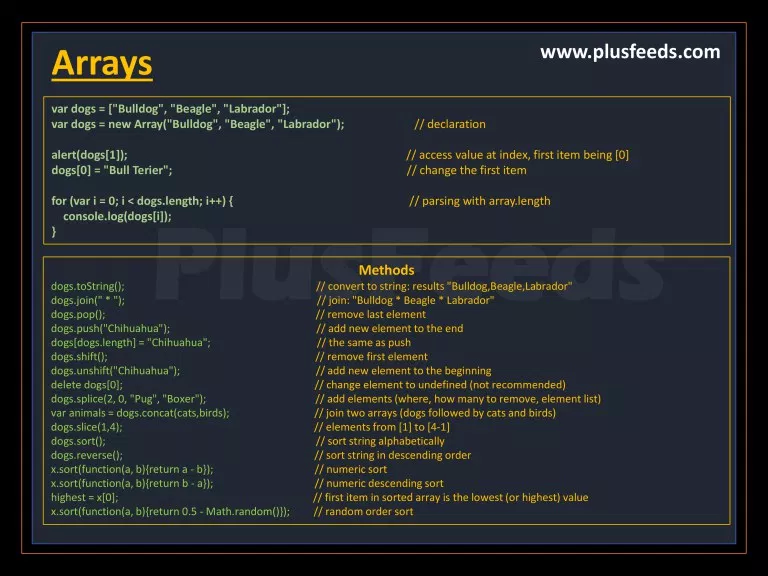 Arrays
www.plusfeeds.com
var dogs = ["Bulldog", "Beagle", "Labrador"];
var dogs = new Array("Bulldog", "Beagle", "Labrador"); // declaration
alert(dogs[1]); // access value at index, first item being [0]
dogs[0] = "Bull Terier"; // change the first item
for (var i = 0; i < dogs.length; i++) { // parsing with array.length
console.log(dogs[i]);
}
PlusFeeds
Methods
dogs.toString(); // convert to string: results "Bulldog,Beagle,Labrador"
dogs.join(" * "); // join: "Bulldog * Beagle * Labrador"
dogs.pop(); // remove last element
dogs.push("Chihuahua"); // add new element to the end
dogs[dogs.length] = "Chihuahua"; // the same as push
dogs.shift(); // remove first element
dogs.unshift("Chihuahua"); // add new element to the beginning
delete dogs[0]; // change element to undefined (not recommended)
dogs.splice(2, 0, "Pug", "Boxer"); // add elements (where, how many to remove, element list)
var animals = dogs.concat(cats,birds); // join two arrays (dogs followed by cats and birds)
dogs.slice(1,4); // elements from [1] to [4-1]
dogs.sort(); // sort string alphabetically
dogs.reverse(); // sort string in descending order
x.sort(function(a, b){return a - b}); // numeric sort
x.sort(function(a, b){return b - a}); // numeric descending sort
highest = x[0]; // first item in sorted array is the lowest (or highest) value
x.sort(function(a, b){return 0.5 - Math.random()}); // random order sort